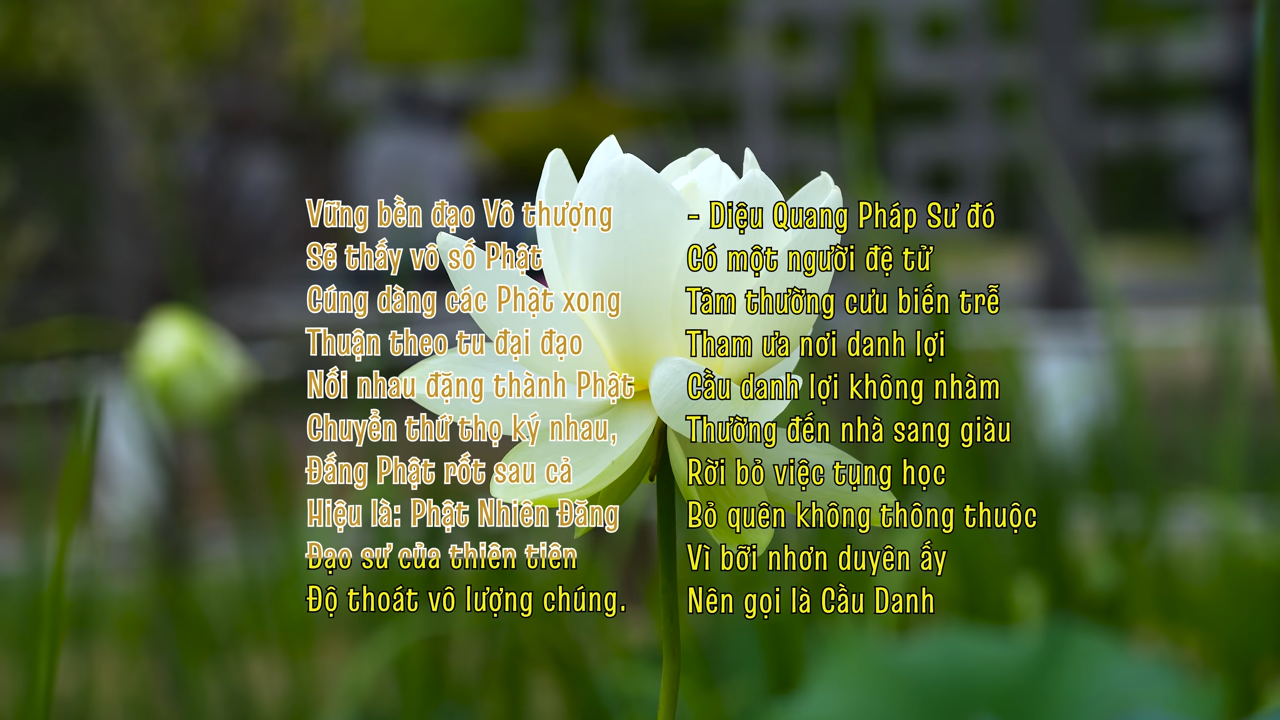 Vững bền đạo Vô thượng
Sẽ thấy vô số Phật
Cúng dàng các Phật xong
Thuận theo tu đại đạo
Nối nhau đặng thành Phật
Chuyển thứ thọ ký nhau,
Đấng Phật rốt sau cả
Hiệu là: Phật Nhiên Đăng
Đạo sư của thiên tiên
Độ thoát vô lượng chúng.
- Diệu Quang Pháp Sư đó
Có một người đệ tử
Tâm thường cưu biến trễ
Tham ưa nơi danh lợi
Cầu danh lợi không nhàm
Thường đến nhà sang giàu
Rời bỏ việc tụng học
Bỏ quên không thông thuộc
Vì bỡi nhơn duyên ấy
Nên gọi là Cầu Danh